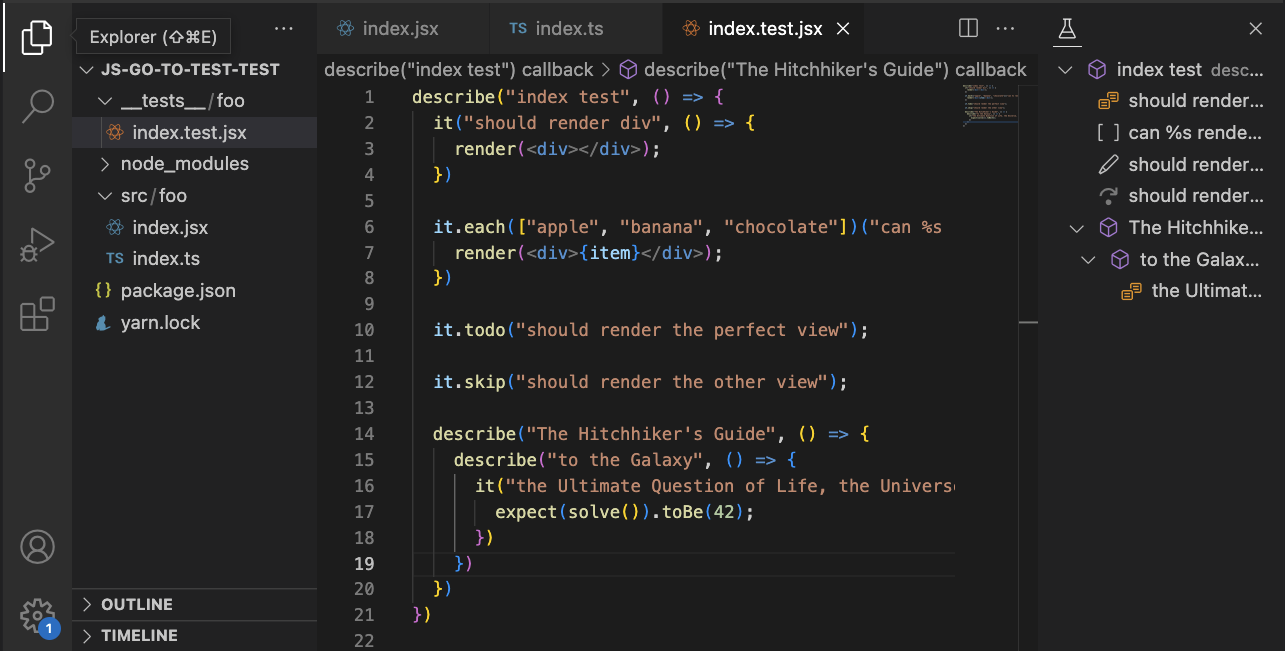 Explorer (⇧⌘E)
JS-GO-TO-TEST-TEST
__tests__/foo
index.test.jsx
node_modules
src/foo
index.jsx
TS index.ts
{} package.json
yarn.lock
OUTLINE
TIMELINE
1
index.jsx
TS index.ts
index.test.jsx
describe("index test") callback > describe("The Hitchhiker's Guide") callback
1 describe("index test", () => {
2 it("should render div", () => {
3 render(<div></div>);
4 })
5
6 it.each(["apple", "banana", "chocolate"])("can %s
7 render(<div>{item}</div>);
8 })
9
10 it.todo("should render the perfect view");
11
12 it.skip("should render the other view");
13
14 describe("The Hitchhiker's Guide", () => {
15 describe("to the Galaxy", () => {
16 it("the Ultimate Question of Life, the Universe
17 expect(solve()).toBe(42);
18 })
19 })
20 })
21 })
22
index test desc...
should render...
[ ] can %s rende...
should render...
should render...
The Hitchhike...
to the Galax...
the Ultimat...